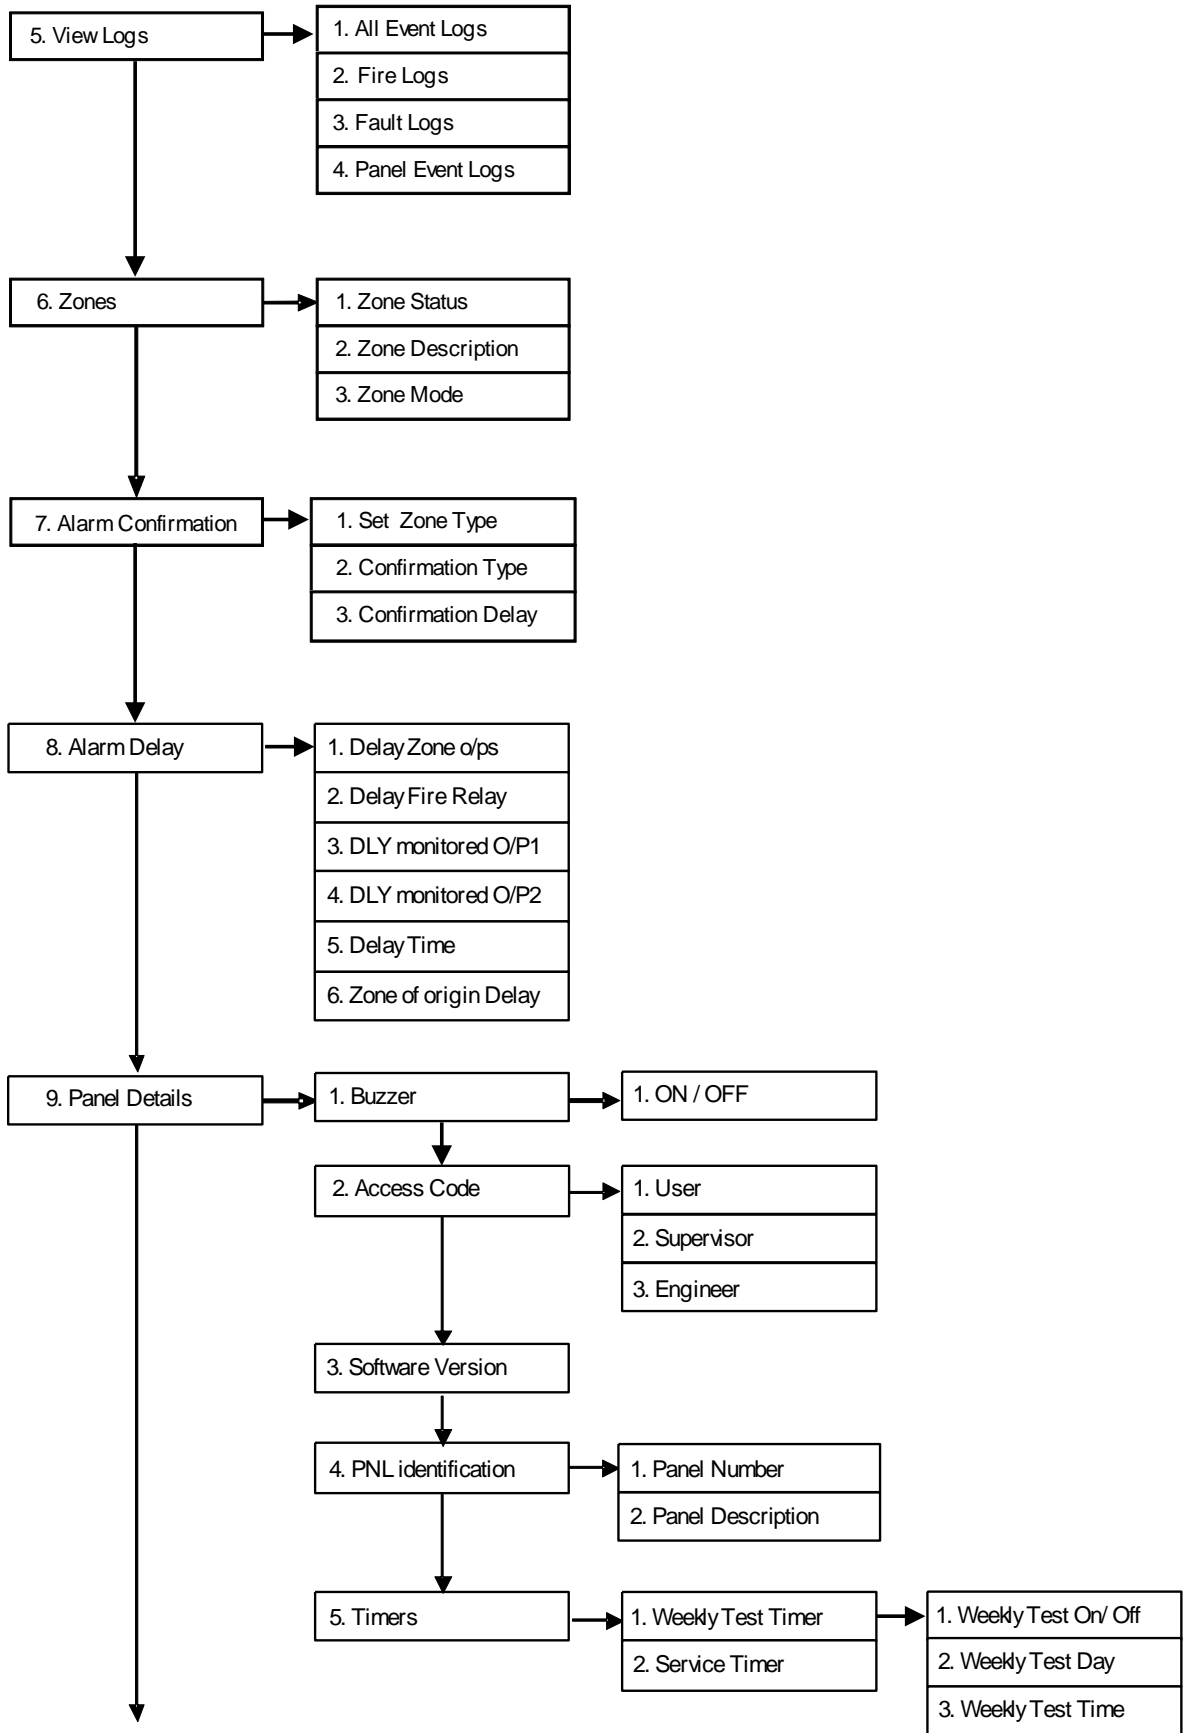 5. View Logs
1. All Event Logs
2. Fire Logs
3. Fault Logs
4. Panel Event Logs
6. Zones
1. Zone Status
2. Zone Description
3. Zone Mode
7. Alarm Confirmation
1. Set Zone Type
2. Confirmation Type
3. Confirmation Delay
8. Alarm Delay
1. Delay Zone o/ps
2. Delay Fire Relay
3. DLY monitored O/P1
4. DLY monitored O/P2
5. Delay Time
6. Zone of origin Delay
9. Panel Details
1. Buzzer
1. ON / OFF
2. Access Code
1. User
2. Supervisor
3. Engineer
3. Software Version
4. PNL identification
1. Panel Number
2. Panel Description
5. Timers
1. Weekly Test Timer
2. Service Timer
1. Weekly Test On/ Off
2. Weekly Test Day
3. Weekly Test Time